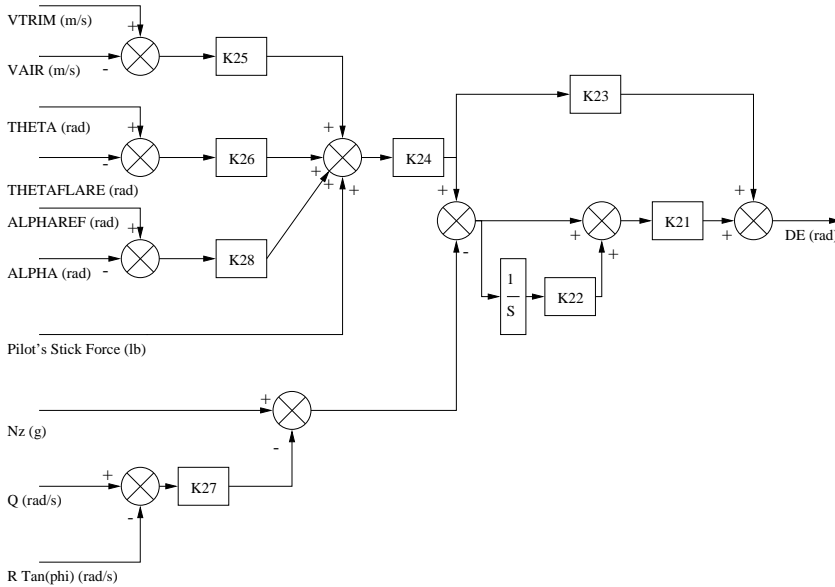 VTRIM (m/s)
+
-
VAIR (m/s)
K25
K23
THETA (rad)
+
-
THETAFLARE (rad)
K26
+
+
+
+
K24
ALPHAREF (rad)
+
-
ALPHA (rad)
K28
+
-
+
+
K21
+
+
DE (rad)
1
S
K22
Pilot's Stick Force (lb)
+
-
Nz (g)
+
-
Q (rad/s)
K27
R Tan(phi) (rad/s)